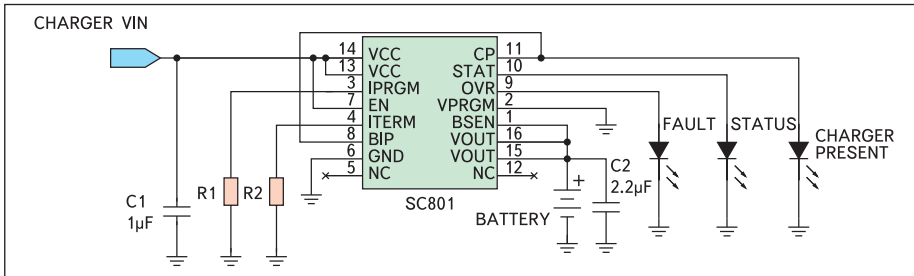 CHARGER VIN
14 VCC CP 11
13 VCC STAT 10
3 IPRGM OVR 9
7 EN VPRGM 2
4 ITERM BSEN 1
8 BIP VOUT 16
6 GND VOUT 15
5 NC NC 12
SC801
FAULT
STATUS
CHARGER
PRESENT
C1
1µF
R1
R2
BATTERY
+
C2
2.2µF